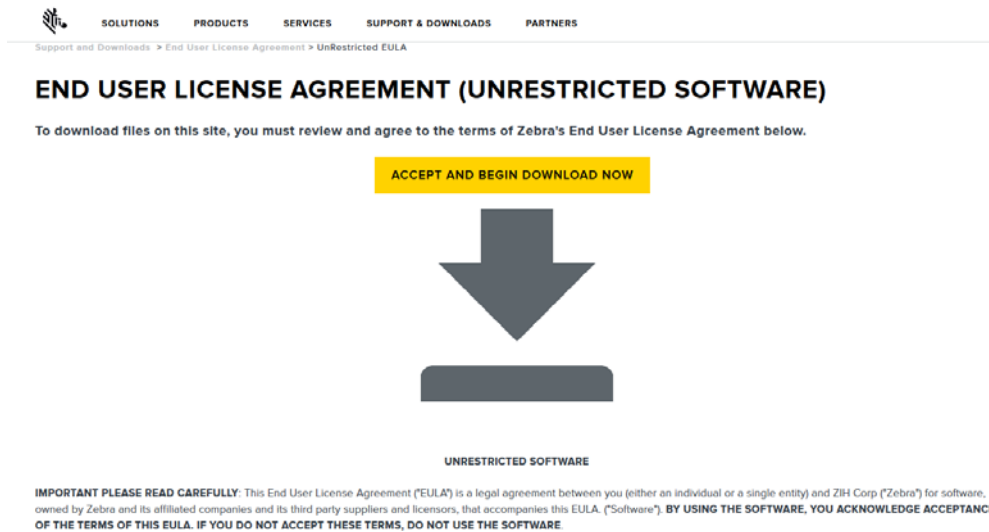 SOLUTIONS PRODUCTS SERVICES SUPPORT & DOWNLOADS PARTNERS
Support and Downloads > End User License Agreement > UnRestricted EULA
END USER LICENSE AGREEMENT (UNRESTRICTED SOFTWARE)
To download files on this site, you must review and agree to the terms of Zebra's End User License Agreement below.
ACCEPT AND BEGIN DOWNLOAD NOW
UNRESTRICTED SOFTWARE
IMPORTANT PLEASE READ CAREFULLY: This End User License Agreement ("EULA") is a legal agreement between you (either an individual or a single entity) and ZIH Corp ("Zebra") for software,
owned by Zebra and its affiliated companies and its third party suppliers and licensors, that accompanies this EULA. ("Software"). BY USING THE SOFTWARE, YOU ACKNOWLEDGE ACCEPTANC
OF THE TERMS OF THIS EULA. IF YOU DO NOT ACCEPT THESE TERMS, DO NOT USE THE SOFTWARE.